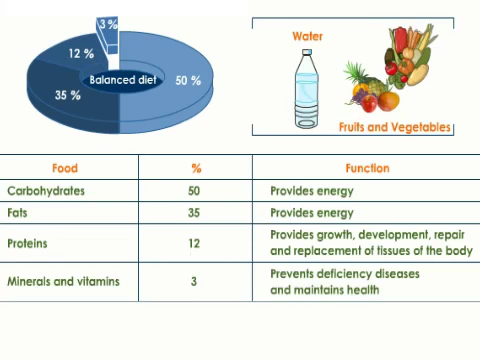 3 %
12 %
Balanced diet
50 %
35 %
Water
Fruits and Vegetables
Food % Function
Carbohydrates 50 Provides energy
Fats 35 Provides energy
Proteins 12 Provides growth, development, repair
and replacement of tissues of the body
Minerals and vitamins 3 Prevents deficiency diseases
and maintains health